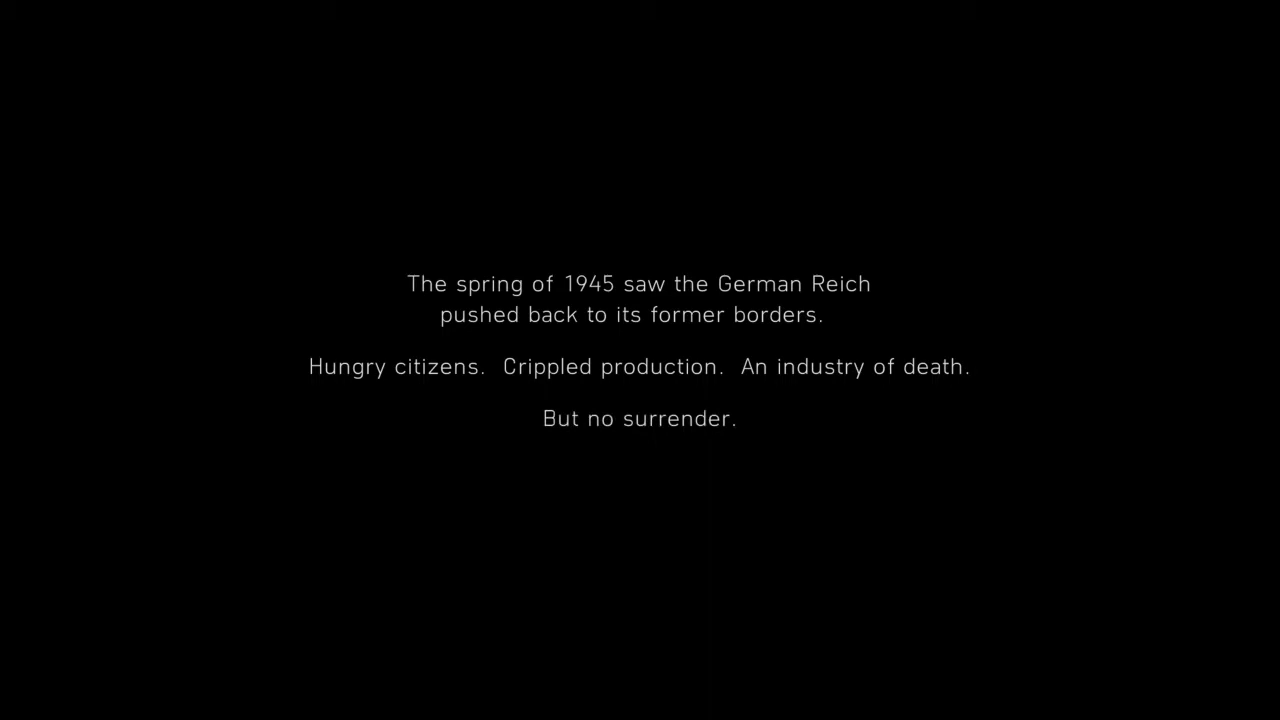 The spring of 1945 saw the German Reich
pushed back to its former borders.
Hungry citizens.  Crippled production.  An industry of death.
But no surrender.